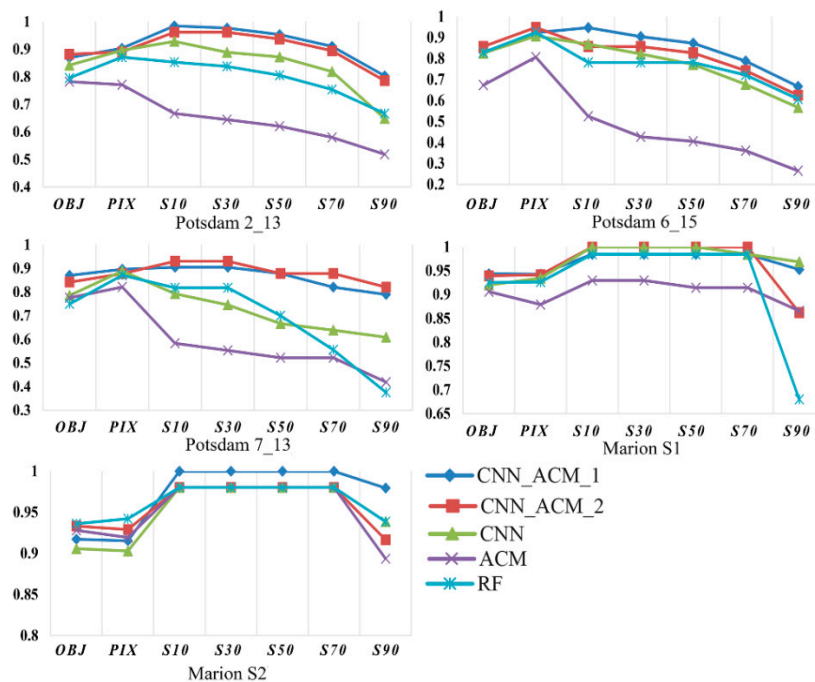 1
0.9
0.8
0.7
0.6
0.5
0.4
OBJ PIX S10 S30 S50 S70 S90
Potsdam 2_13
1
0.9
0.8
0.7
0.6
0.5
0.4
0.3
0.2
OBJ PIX S10 S30 S50 S70 S90
Potsdam 6_15
1
0.9
0.8
0.7
0.6
0.5
0.4
0.3
OBJ PIX S10 S30 S50 S70 S90
Potsdam 7_13
1
0.95
0.9
0.85
0.8
0.75
0.7
0.65
OBJ PIX S10 S30 S50 S70 S90
Marion S1
1
0.95
0.9
0.85
0.8
OBJ PIX S10 S30 S50 S70 S90
Marion S2
CNN_ACM_1
CNN_ACM_2
CNN
ACM
RF